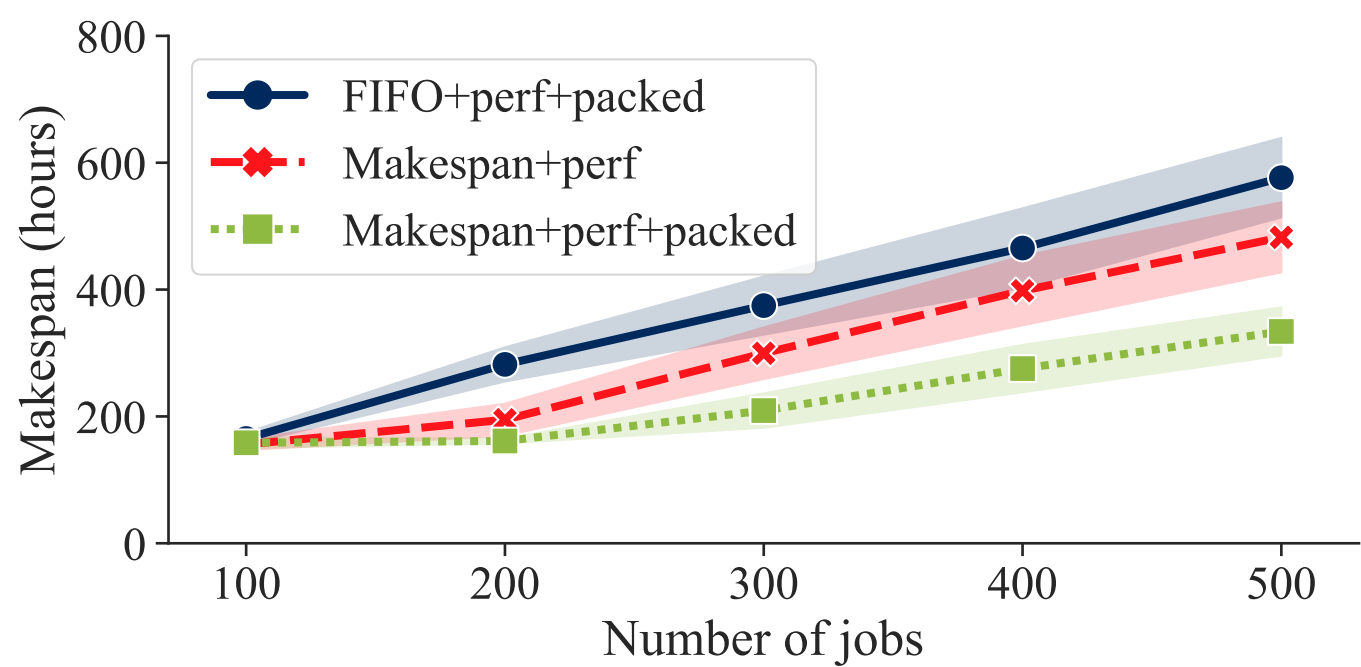 800
600
400
200
0
Makespan (hours)
FIFO+perf+packed
Makespan+perf
Makespan+perf+packed
100 200 300 400 500
Number of jobs